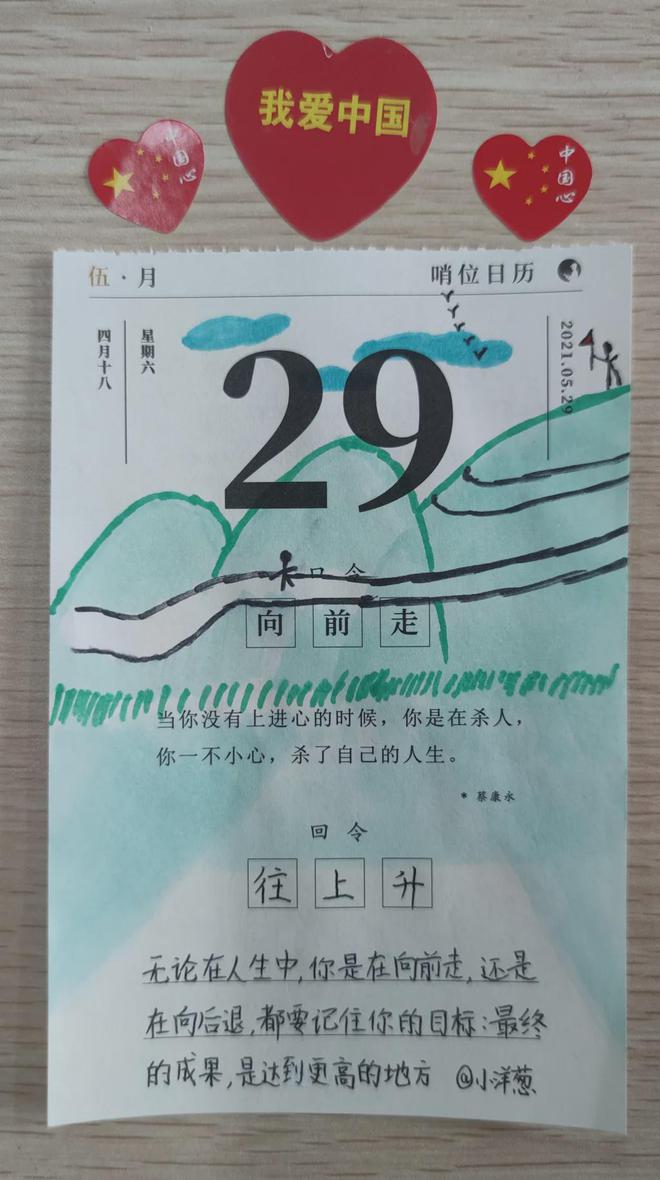 我爱中国
中国心
中国心
伍·月
哨位日历
四月十八
星期六
29
2021.05.29
口令
向前走
当你没有上进心的时候，你是在杀人，
你一不小心，杀了自己的人生。
* 蔡康永
回令
往上升
无论在人生中,你是在向前走,还是
在向后退,都要记住你的目标:最终
的成果,是达到更高的地方 @小洋葱